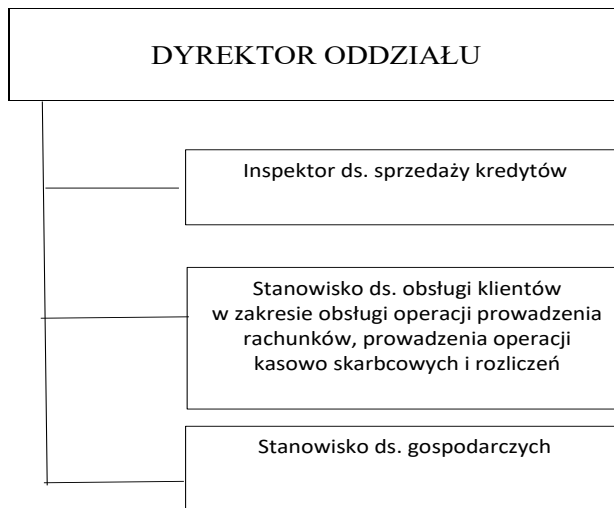 DYREKTOR ODDZIAŁU
Inspektor ds. sprzedaży kredytów
Stanowisko ds. obsługi klientów
w zakresie obsługi operacji prowadzenia
rachunków, prowadzenia operacji
kasowo skarbcowych i rozliczeń
Stanowisko ds. gospodarczych